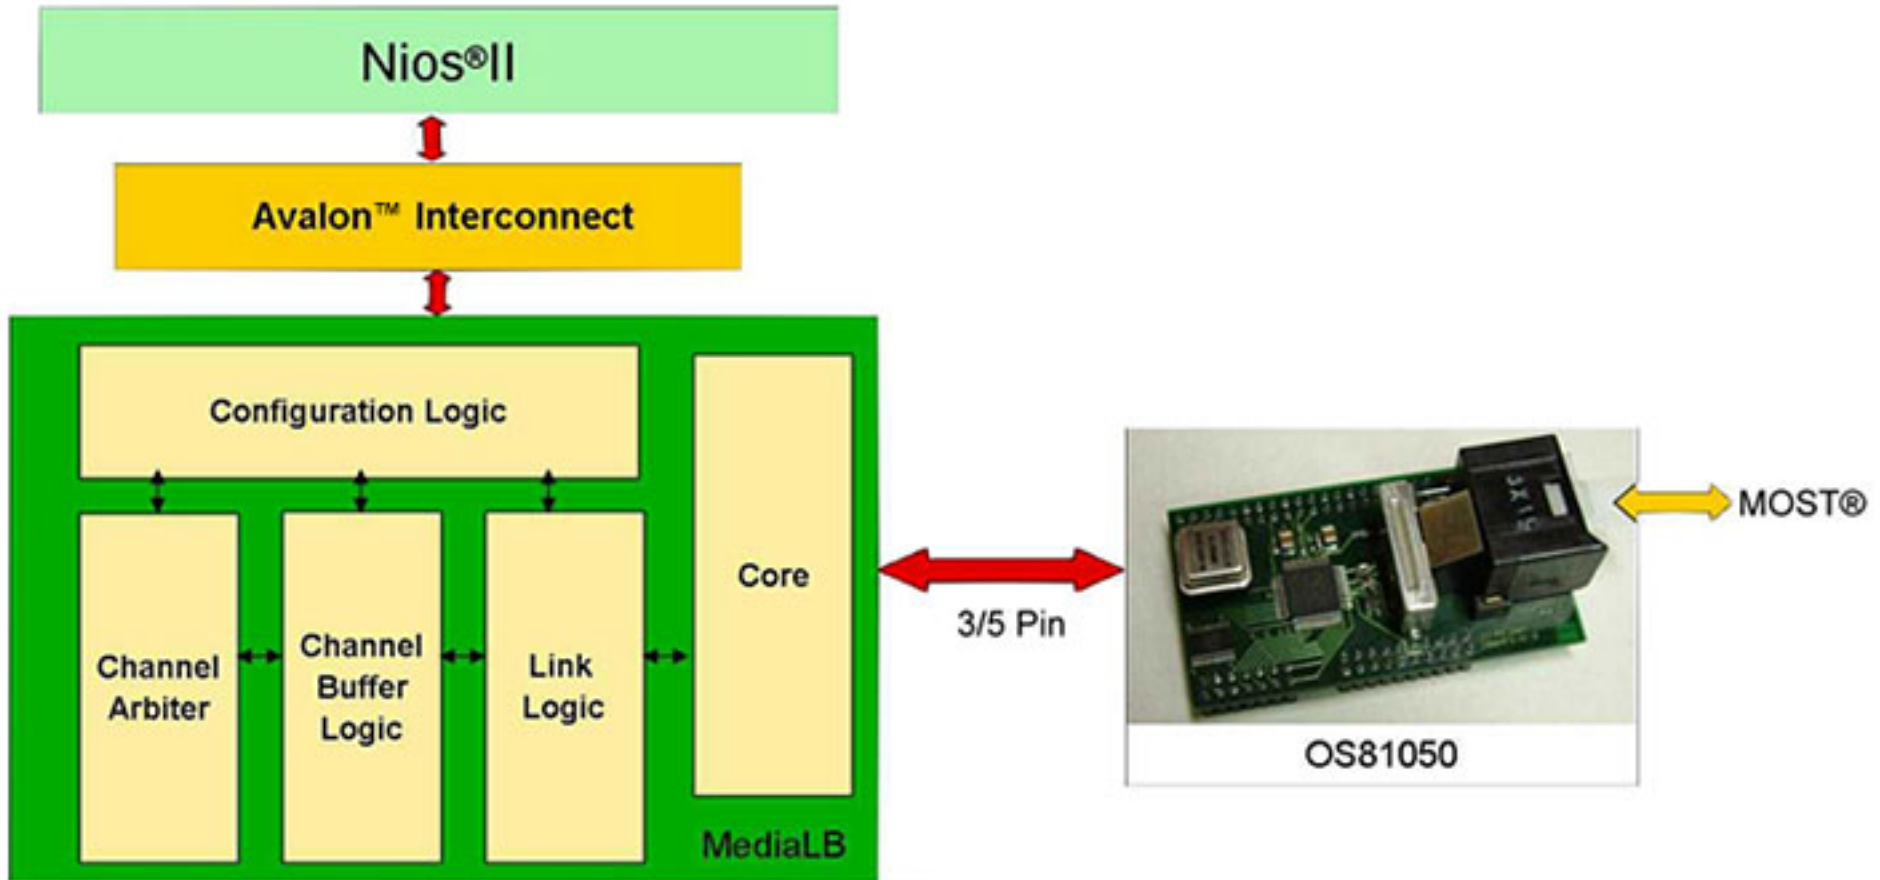 Nios®II
Avalon™ Interconnect
Configuration Logic
Core
Channel
Arbiter
Channel
Buffer
Logic
Link
Logic
MediaLB
3/5 Pin
MOST®
OS81050